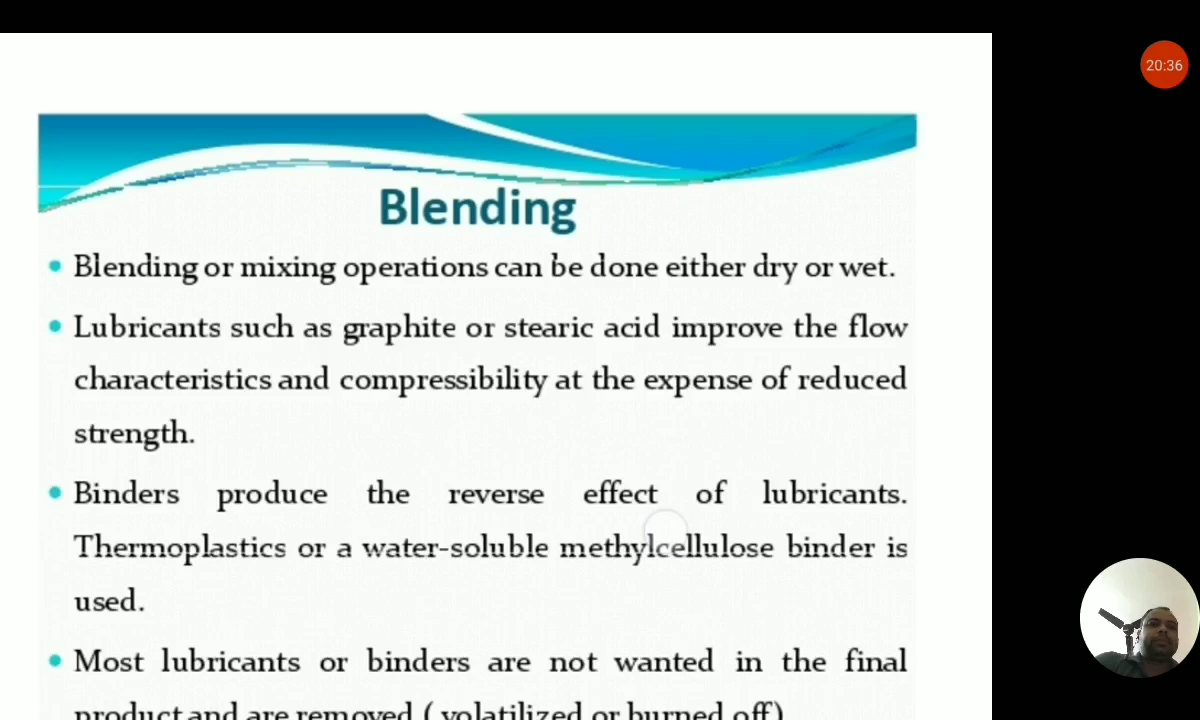 20:36
Blending
Blending or mixing operations can be done either dry or wet.
Lubricants such as graphite or stearic acid improve the flow
characteristics and compressibility at the expense of reduced
strength.
Binders produce the reverse effect of lubricants.
Thermoplastics or a water-soluble methylcellulose binder is
used.
Most lubricants or binders are not wanted in the final
product and are removed ( volatilized or burned off)